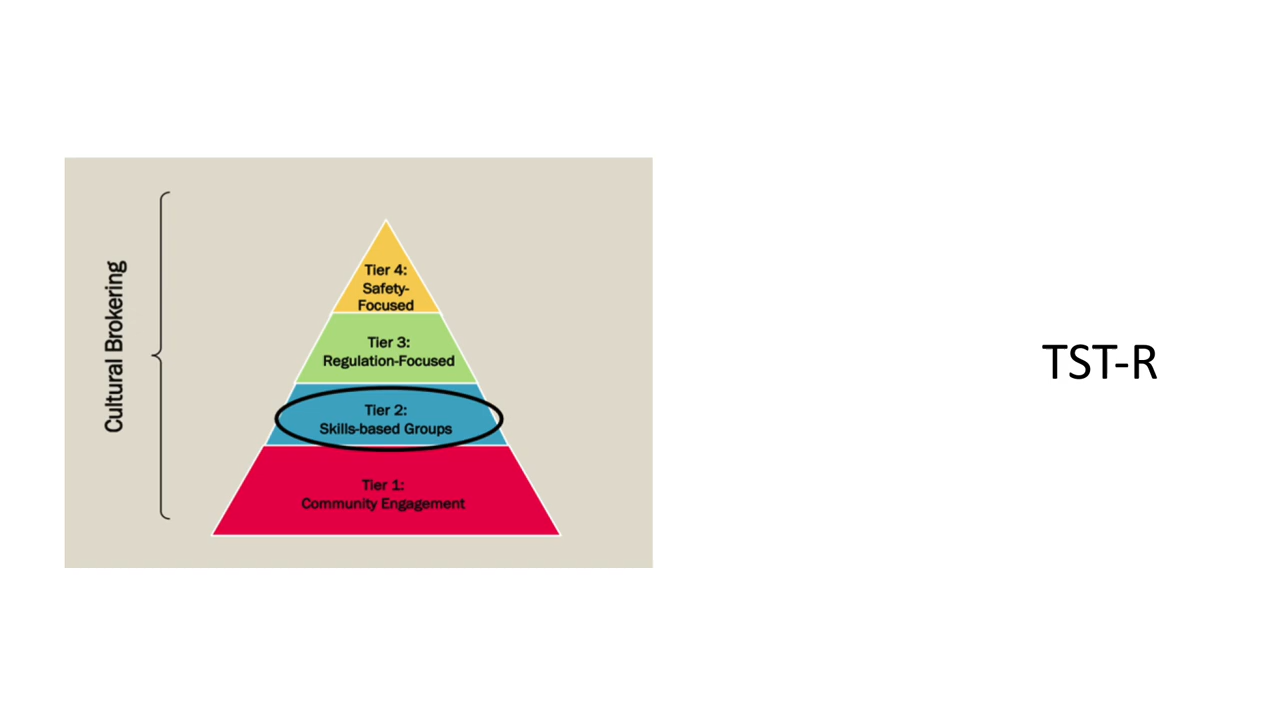 Cultural Brokering
Tier 4:
Safety-
Focused
Tier 3:
Regulation-Focused
Tier 2:
Skills-based Groups
Tier 1:
Community Engagement
TST-R